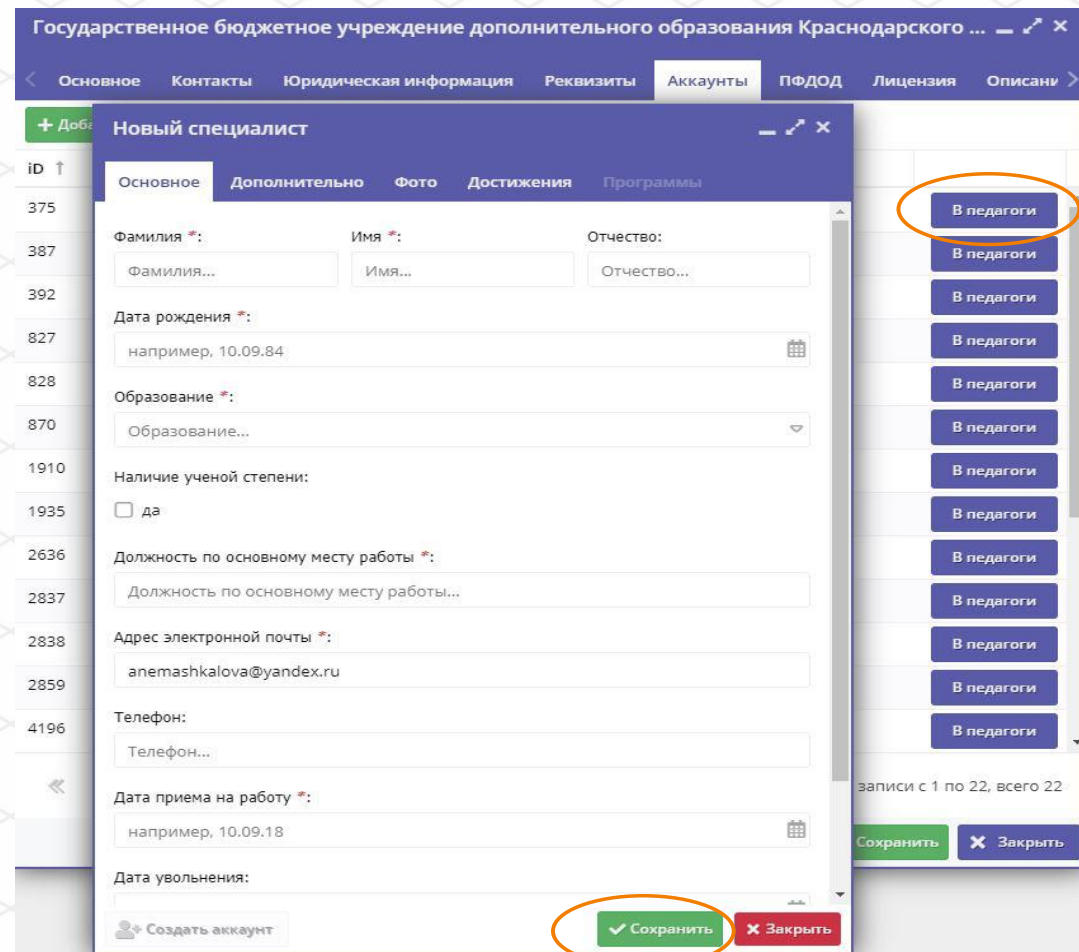 Государственное бюджетное учреждение дополнительного образования Краснодарского ...
Основное Контакты Юридическая информация Реквизиты Аккаунты ПФДОД Лицензия
+
Новый специалист
iD ↑
Основное Дополнительно Фото Достижения Программы
375
В педагоги
Фамилия *: Имя *: Отчество:
387
Фамилия... Имя... Отчество...
В педагоги
392
В педагоги
Дата рождения *:
827
например, 10.09.84
В педагоги
828
В педагоги
Образование *:
870
Образование...
В педагоги
1910
В педагоги
Наличие ученой степени:
1935
да
В педагоги
2636
В педагоги
Должность по основному месту работы *:
2837
Должность по основному месту работы...
В педагоги
2838
Адрес электронной почты *:
В педагоги
2859
anemashkalova@yandex.ru
В педагоги
4196
Телефон:
В педагоги
Телефон...
записи с 1 по 22, всего 22
Дата приема на работу *:
например, 10.09.18
Сохранить Закрыть
Дата увольнения:
Создать аккаунт Сохранить Закрыть